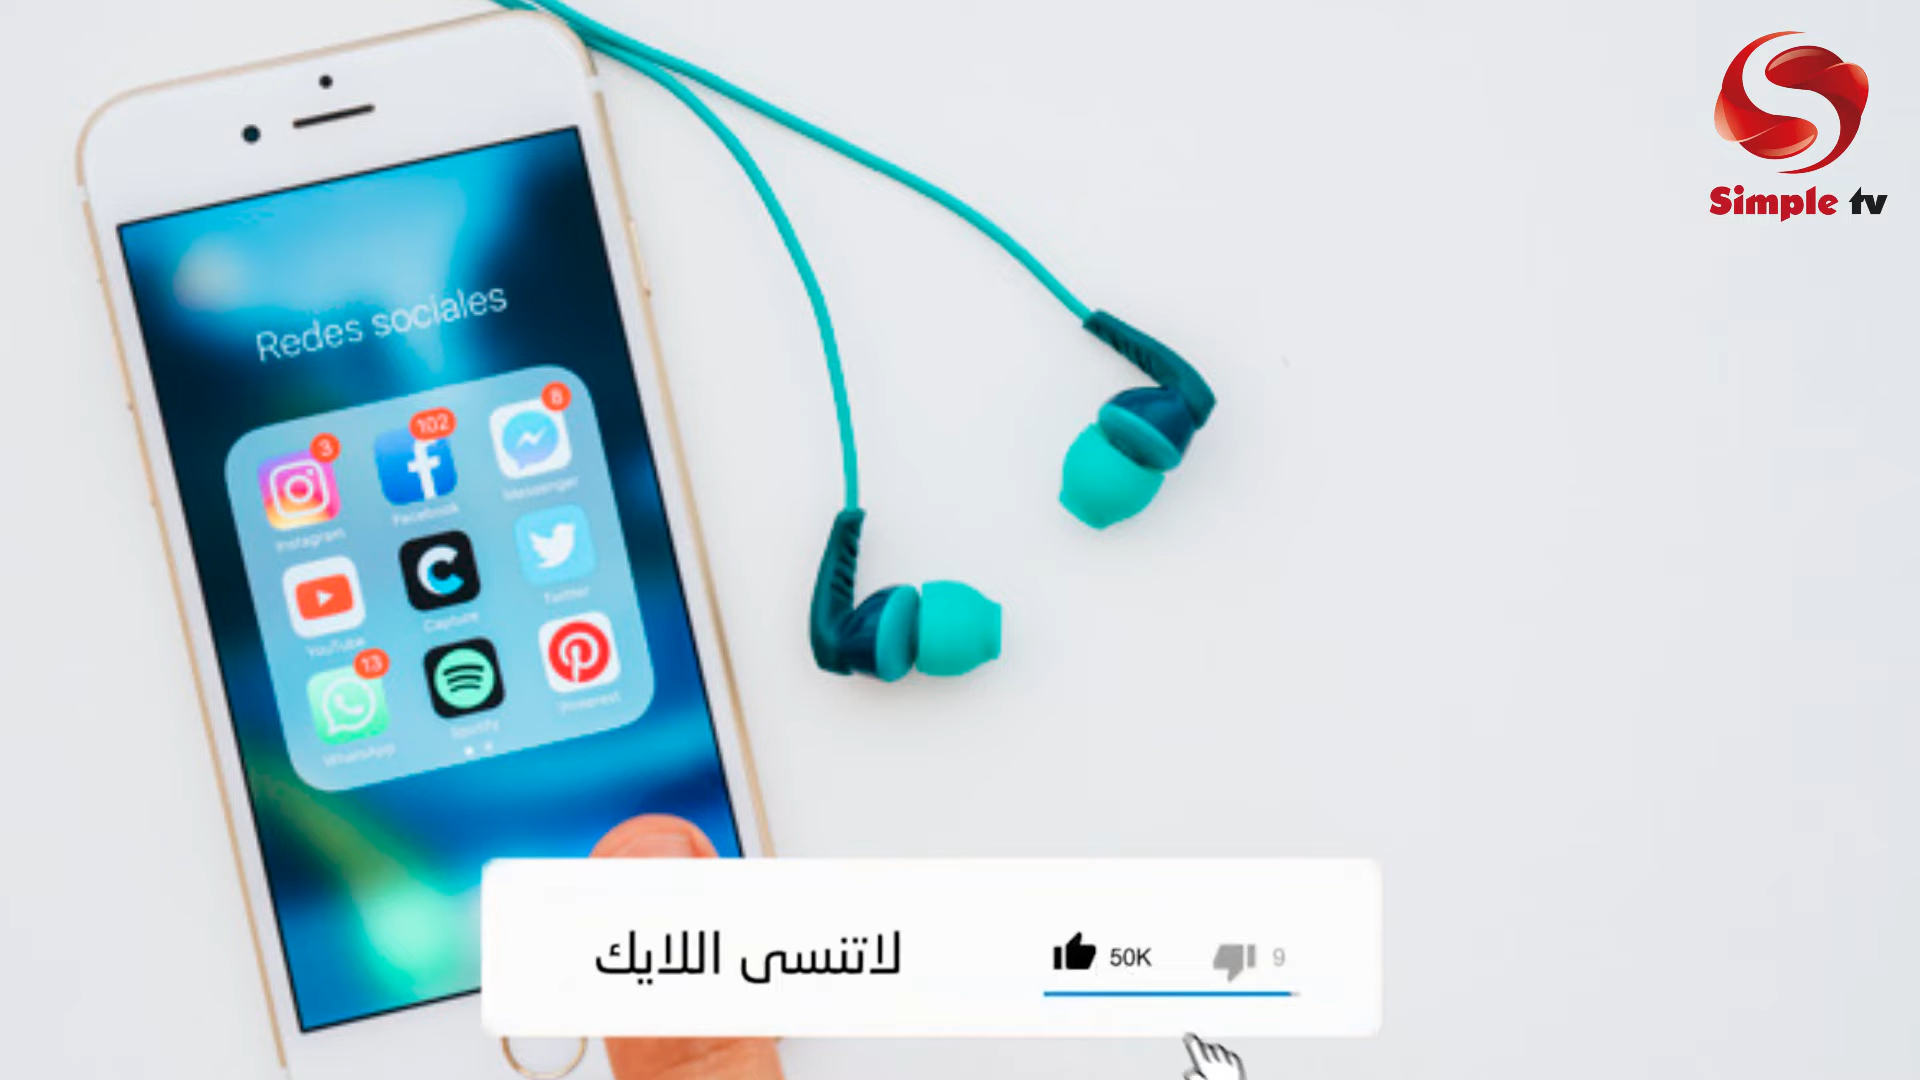 Simple tv
Redes sociales
3
102
8
Instagram
Facebook
Messenger
YouTube
Capture
Twitter
13
WhatsApp
Spotify
Pinterest
لاتنسى اللايك
50K
9